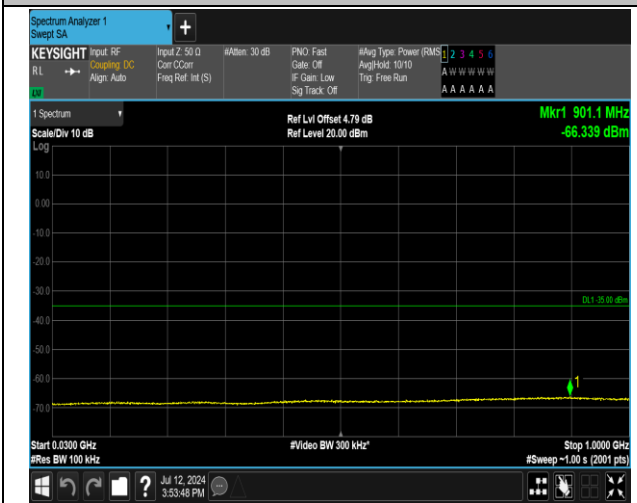 Spectrum Analyzer 1
Swept SA
+
KEYSIGHT
RL
Input: RF
Coupling: DC
Align: Auto
Input Z: 50 Ω
Corr CCorr
Freq Ref: Int (S)
#Atten: 30 dB
PNO: Fast
Gate: Off
IF Gain: Low
Sig Track: Off
#Avg Type: Power (RMS
Avg|Hold: 10/10
Trig: Free Run
1 2 3 4 5 6
A W W W W W
A A A A A A
1 Spectrum
Scale/Div 10 dB
Log
Ref Lvl Offset 4.79 dB
Ref Level 20.00 dBm
Mkr1 901.1 MHz
-66.339 dBm
10.0
0.00
-10.0
-20.0
-30.0
DL1 -35.00 dBm
-40.0
-50.0
-60.0
1
-70.0
Start 0.0300 GHz
#Res BW 100 kHz
#Video BW 300 kHz*
Stop 1.0000 GHz
#Sweep ~1.00 s (2001 pts)
?
Jul 12, 2024
3:53:48 PM